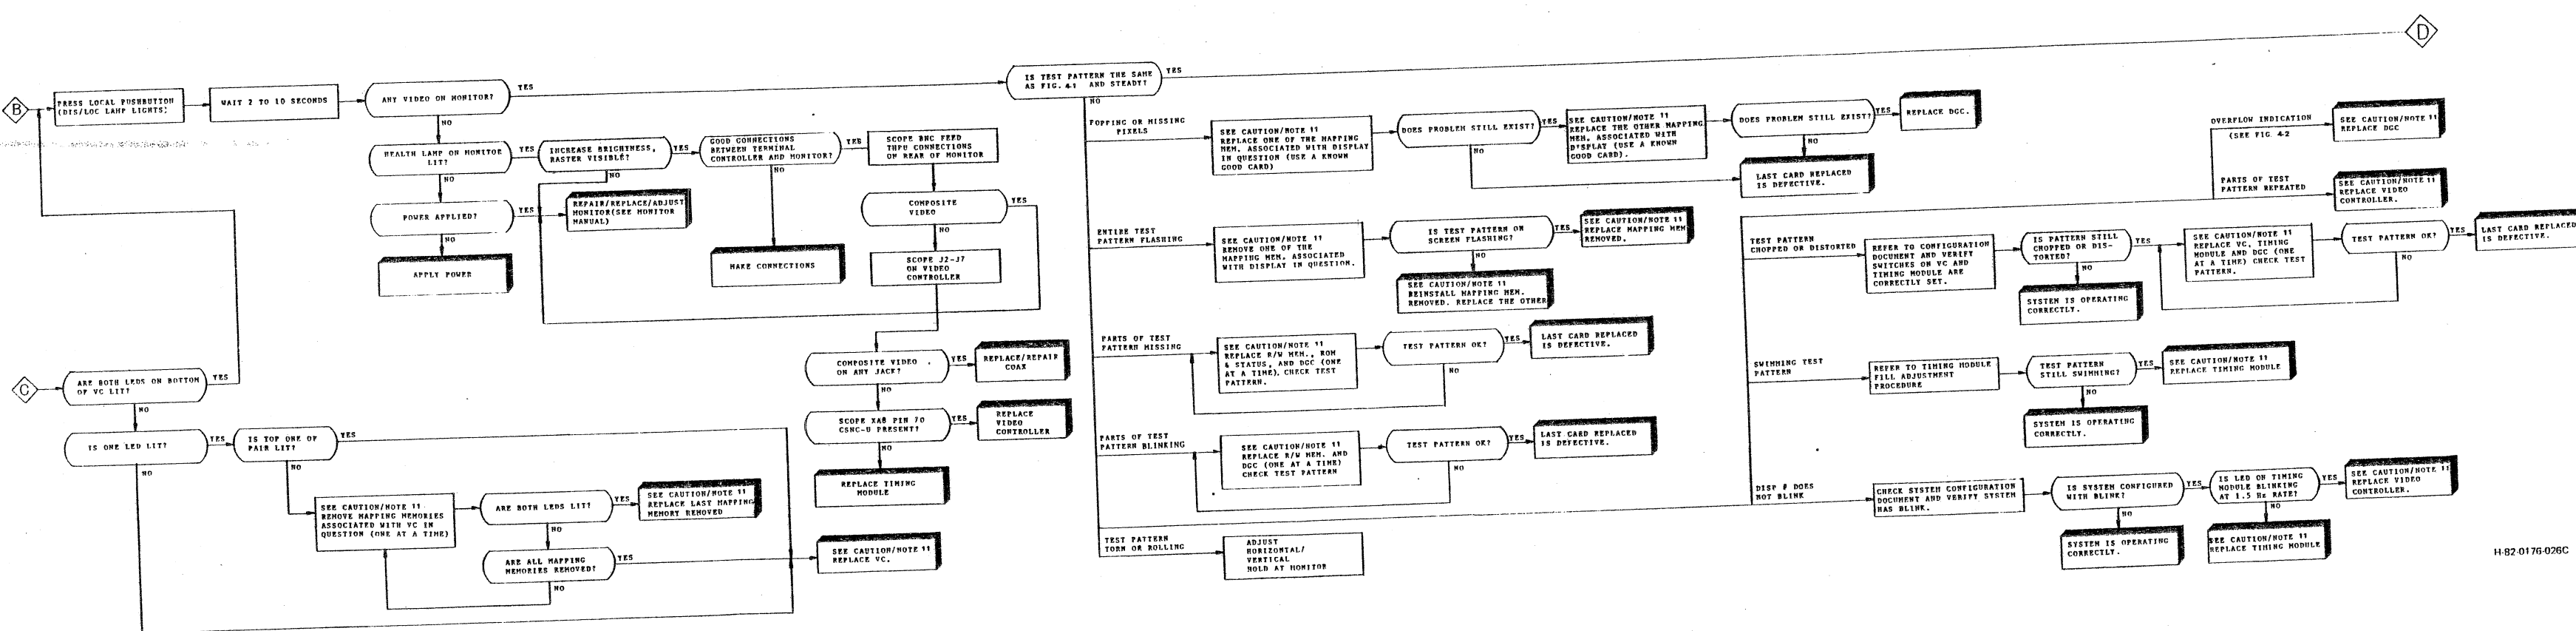 D
B
PRESS LOCAL PUSHBUTTON
(DIS/LOC LAMP LIGHTS)
WAIT 2 TO 10 SECONDS
ANY VIDEO ON MONITOR?
YES
NO
HEALTH LAMP ON MONITOR
LIT?
YES
NO
INCREASE BRIGHTNESS,
RASTER VISIBLE?
YES
NO
GOOD CONNECTIONS
BETWEEN TERMINAL
CONTROLLER AND MONITOR?
YES
NO
SCOPE BNC FEED
THRU CONNECTIONS
ON REAR OF MONITOR
POWER APPLIED?
YES
NO
REPAIR/REPLACE/ADJUST
MONITOR(SEE MONITOR
MANUAL)
COMPOSITE
VIDEO
YES
NO
APPLY POWER
MAKE CONNECTIONS
SCOPE J2-J7
ON VIDEO
CONTROLLER
COMPOSITE VIDEO
ON ANY JACK?
YES
NO
REPLACE/REPAIR
COAX
SCOPE XA8 PIN 70
CSNC-U PRESENT?
YES
NO
REPLACE
VIDEO
CONTROLLER
REPLACE TIMING
MODULE
C
ARE BOTH LEDS ON BOTTOM
OF VC LIT?
YES
NO
IS ONE LED LIT?
YES
NO
IS TOP ONE OF
PAIR LIT?
YES
NO
SEE CAUTION/NOTE 11
REMOVE MAPPING MEMORIES
ASSOCIATED WITH VC IN
QUESTION (ONE AT A TIME)
ARE BOTH LEDS LIT?
YES
NO
SEE CAUTION/NOTE 11
REPLACE LAST MAPPING
MEMORY REMOVED
ARE ALL MAPPING
MEMORIES REMOVED?
YES
NO
SEE CAUTION/NOTE 11
REPLACE VC.
IS TEST PATTERN THE SAME
AS FIG. 4-1 AND STEADY?
YES
NO
POPPING OR MISSING
PIXELS
SEE CAUTION/NOTE 11
REPLACE ONE OF THE MAPPING
MEM. ASSOCIATED WITH DISPLAY
IN QUESTION (USE A KNOWN
GOOD CARD)
DOES PROBLEM STILL EXIST?
YES
NO
SEE CAUTION/NOTE 11
REPLACE THE OTHER MAPPING
MEM. ASSOCIATED WITH
DISPLAY (USE A KNOWN
GOOD CARD).
DOES PROBLEM STILL EXIST?
YES
NO
REPLACE DGC.
LAST CARD REPLACED
IS DEFECTIVE.
ENTIRE TEST
PATTERN FLASHING
SEE CAUTION/NOTE 11
REMOVE ONE OF THE
MAPPING MEM. ASSOCIATED
WITH DISPLAY IN QUESTION.
IS TEST PATTERN ON
SCREEN FLASHING?
YES
NO
SEE CAUTION/NOTE 11
REPLACE MAPPING MEM
REMOVED.
SEE CAUTION/NOTE 11
REINSTALL MAPPING MEM.
REMOVED. REPLACE THE OTHER
PARTS OF TEST
PATTERN MISSING
SEE CAUTION/NOTE 11
REPLACE R/W MEM., ROM
& STATUS, AND DGC (ONE
AT A TIME). CHECK TEST
PATTERN.
TEST PATTERN OK?
YES
NO
LAST CARD REPLACED
IS DEFECTIVE.
PARTS OF TEST
PATTERN BLINKING
SEE CAUTION/NOTE 11
REPLACE R/W MEM. AND
DGC (ONE AT A TIME)
CHECK TEST PATTERN
TEST PATTERN OK?
YES
NO
LAST CARD REPLACED
IS DEFECTIVE.
TEST PATTERN
TORN OR ROLLING
ADJUST
HORIZONTAL/
VERTICAL
HOLD AT MONITOR
OVERFLOW INDICATION
(SEE FIG. 4-2
SEE CAUTION/NOTE 11
REPLACE DGC
PARTS OF TEST
PATTERN REPEATED
SEE CAUTION/NOTE 11
REPLACE VIDEO
CONTROLLER.
TEST PATTERN
CHOPPED OR DISTORTED
REFER TO CONFIGURATION
DOCUMENT AND VERIFY
SWITCHES ON VC AND
TIMING MODULE ARE
CORRECTLY SET.
IS PATTERN STILL
CHOPPED OR DIS-
TORTED?
YES
NO
SEE CAUTION/NOTE 11
REPLACE VC, TIMING
MODULE AND DGC (ONE
AT A TIME) CHECK TEST
PATTERN.
TEST PATTERN OK?
YES
NO
LAST CARD REPLACED
IS DEFECTIVE.
SYSTEM IS OPERATING
CORRECTLY.
SWIMMING TEST
PATTERN
REFER TO TIMING MODULE
FILL ADJUSTMENT
PROCEDURE
TEST PATTERN
STILL SWIMMING?
YES
NO
SEE CAUTION/NOTE 11
REPLACE TIMING MODULE
SYSTEM IS OPERATING
CORRECTLY.
DISP # DOES
NOT BLINK
CHECK SYSTEM CONFIGURATION
DOCUMENT AND VERIFY SYSTEM
HAS BLINK.
IS SYSTEM CONFIGURED
WITH BLINK?
YES
NO
IS LED ON TIMING
MODULE BLINKING
AT 1.5 Hz RATE?
YES
NO
SEE CAUTION/NOTE 11
REPLACE VIDEO
CONTROLLER.
SYSTEM IS OPERATING
CORRECTLY.
SEE CAUTION/NOTE 11
REPLACE TIMING MODULE
H-82-0176-026C